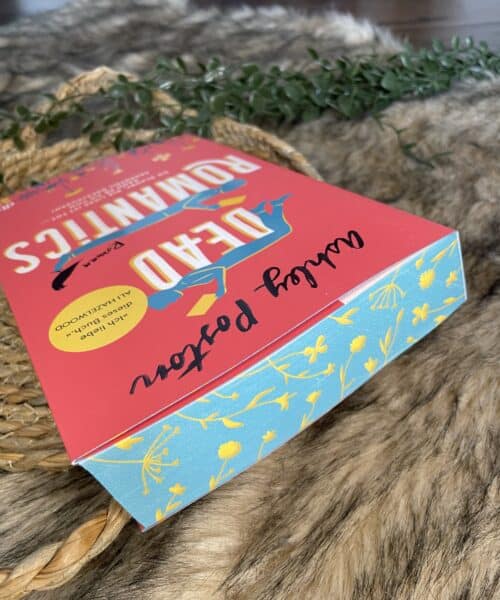 Ashley Poston
»Ich liebe
dieses Buch.«
ALI HAZELWOOD
DEAD
ROMANTICS
Roman